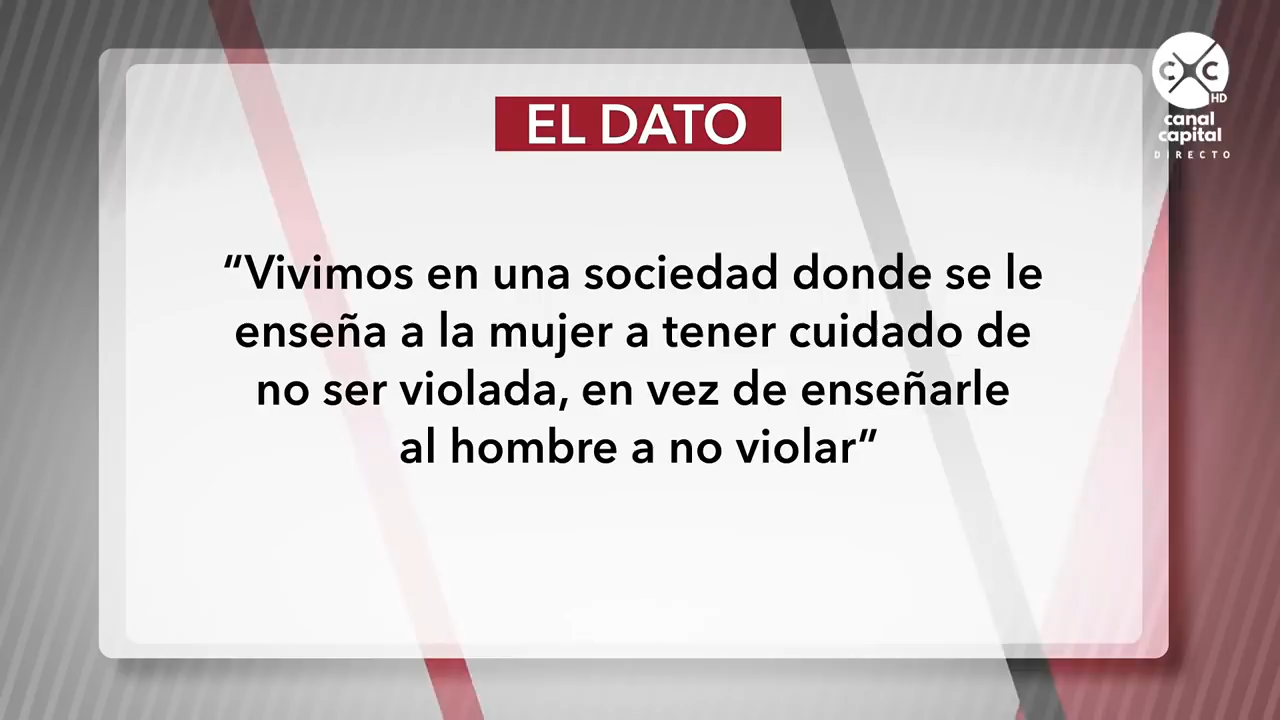 EL DATO
“Vivimos en una sociedad donde se le
enseña a la mujer a tener cuidado de
no ser violada, en vez de enseñarle
al hombre a no violar”
CXC
HD
canal
capital
DIRECTO